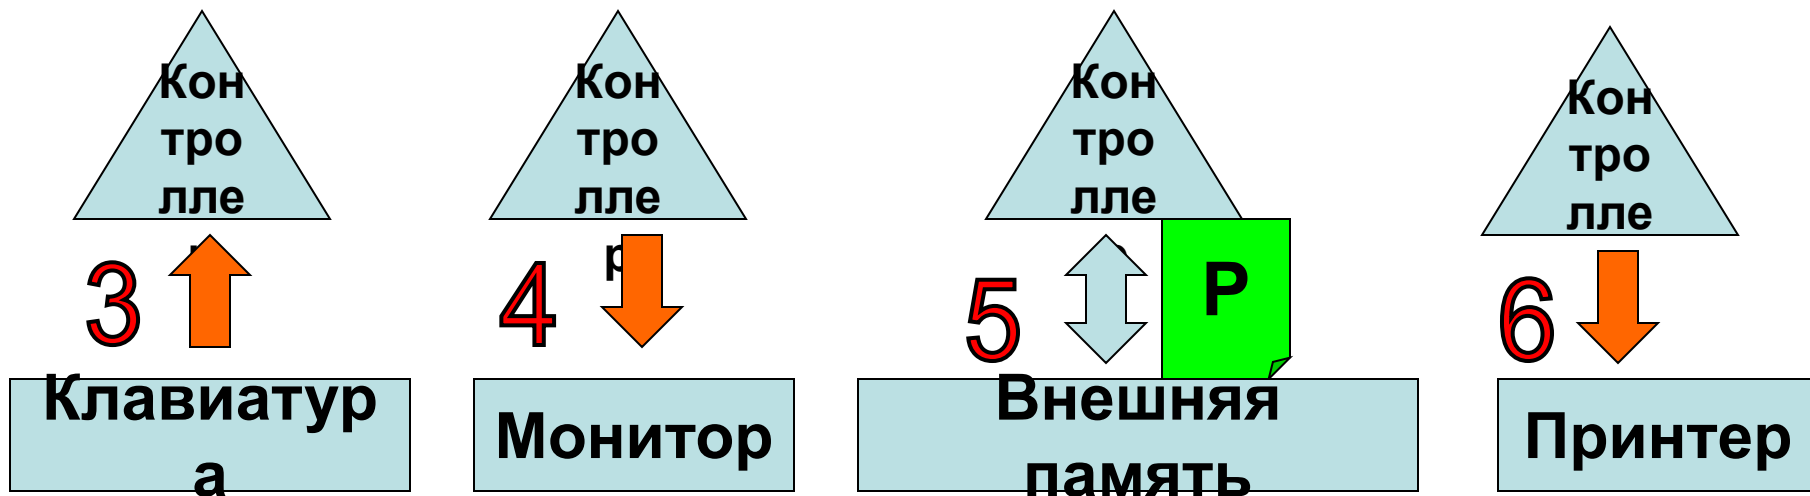 Кон
тро
лле
Кон
тро
лле
р
Кон
тро
лле
Кон
тро
лле
3
4
5
Р
6
Клавиатур
а
Монитор
Внешняя
память
Принтер